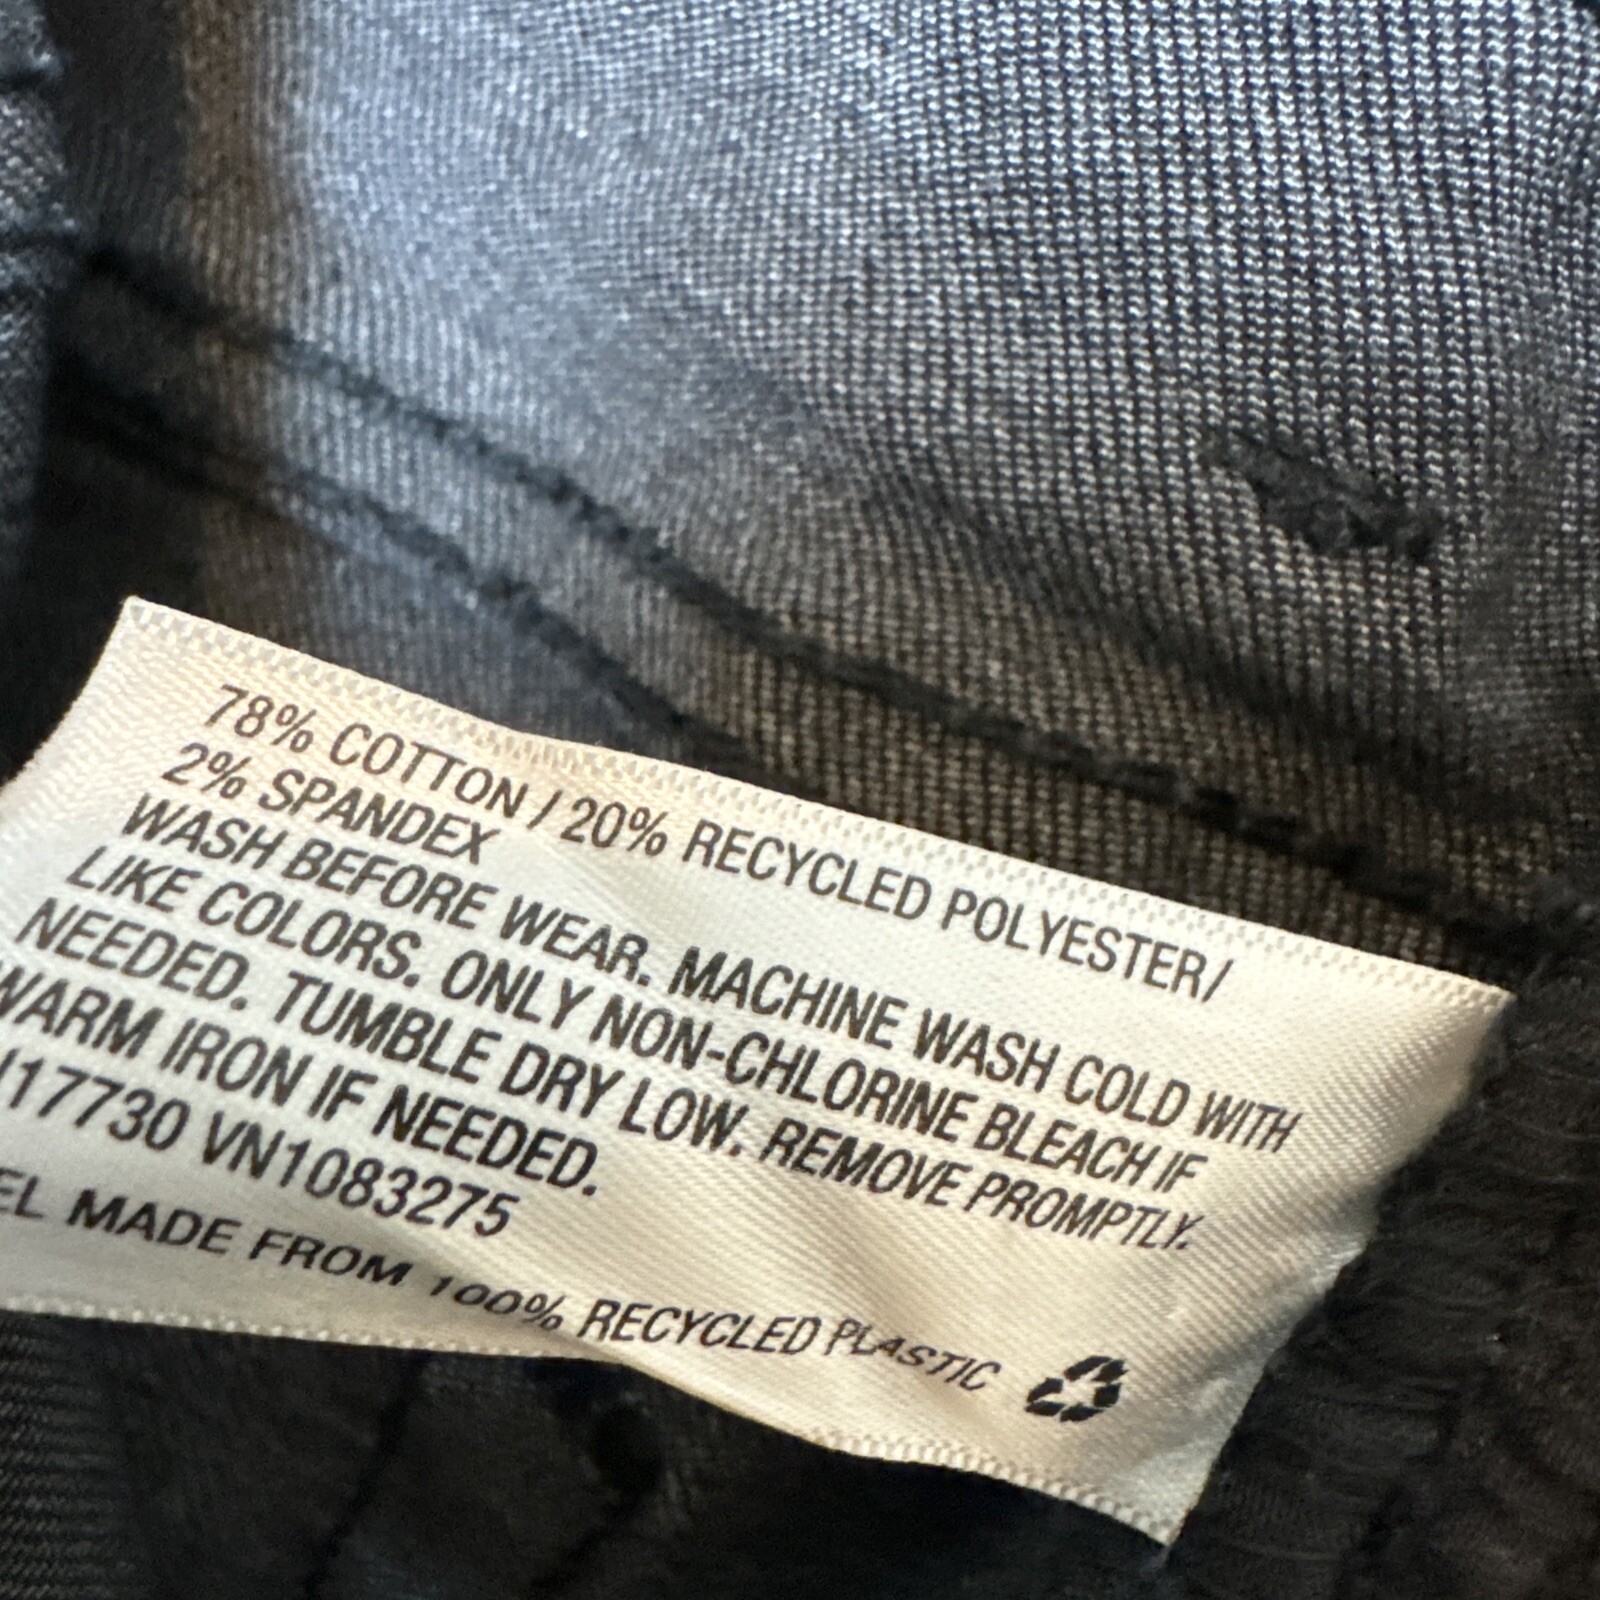 78% COTTON / 20% RECYCLED POLYESTER/
2% SPANDEX
WASH BEFORE WEAR. MACHINE WASH COLD WITH
LIKE COLORS. ONLY NON-CHLORINE BLEACH IF
NEEDED. TUMBLE DRY LOW. REMOVE PROMPTLY.
WARM IRON IF NEEDED.
17730 VN1083275
EL MADE FROM 100% RECYCLED PLASTIC